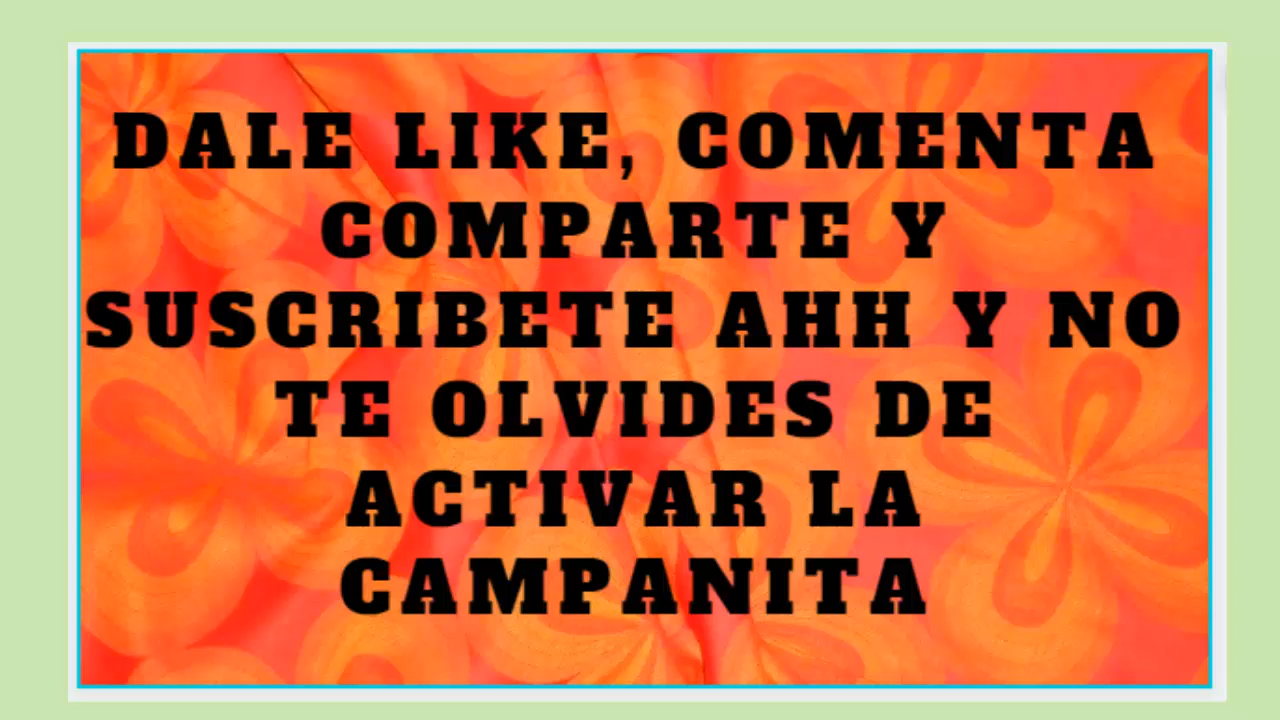 DALE LIKE, COMENTA
COMPARTE Y
SUSCRIBETE AHH Y NO
TE OLVIDES DE
ACTIVAR LA
CAMPANITA